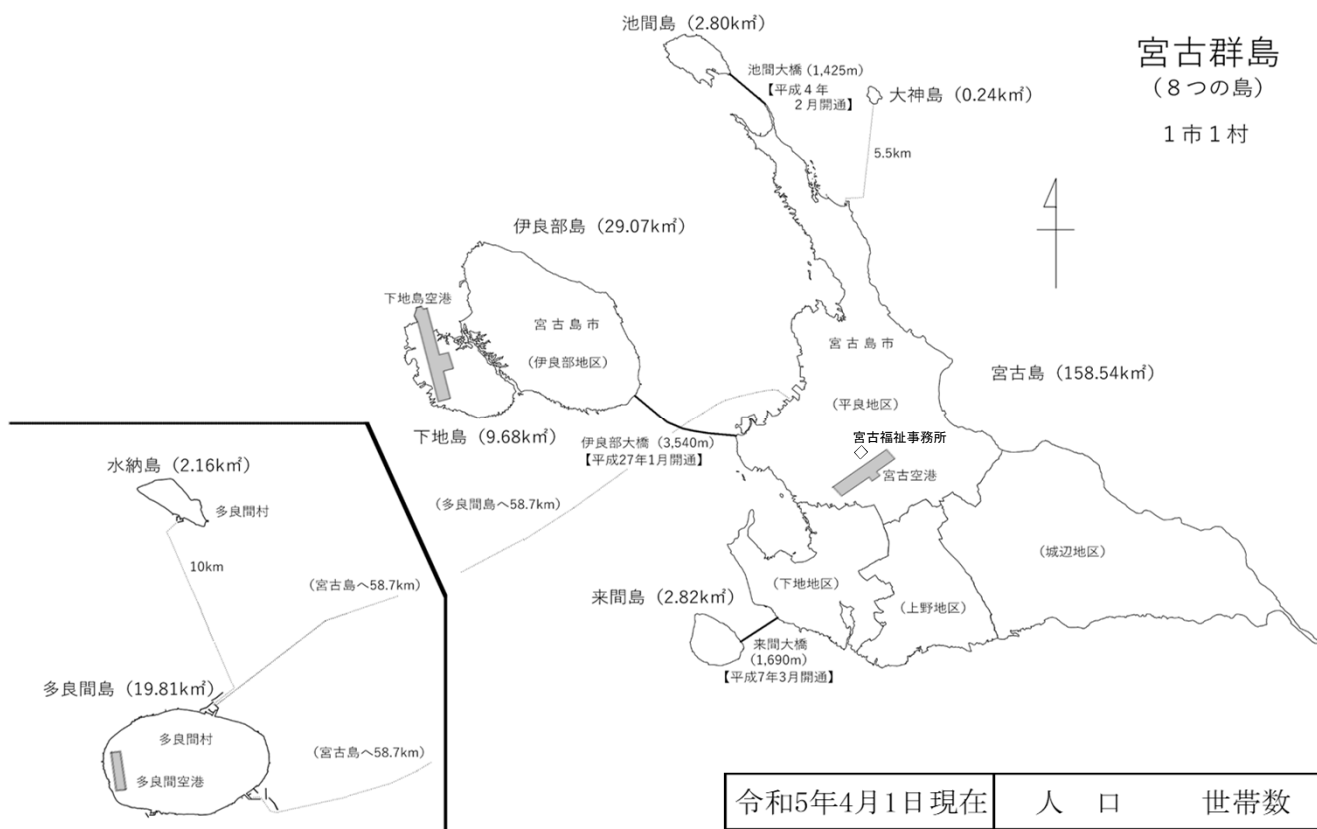 宮古群島
（８つの島）
１市１村
池間島（2.80k㎡）
池間大橋（1,425m）
【平成４年
２月開通】
大神島（0.24k㎡）
5.5km
伊良部島（29.07k㎡）
下地島空港
宮古島市
（伊良部地区）
宮古島市
宮古島（158.54k㎡）
（平良地区）
宮古福祉事務所
宮古空港
下地島（9.68k㎡）
伊良部大橋（3,540m）
【平成27年1月開通】
（多良間島へ58.7km）
水納島（2.16k㎡）
多良間村
10km
（宮古島へ58.7km）
（城辺地区）
（下地地区）
（上野地区）
来間島（2.82k㎡）
来間大橋
（1,690m）
【平成7年3月開通】
多良間島（19.81k㎡）
多良間村
（宮古島へ58.7km）
多良間空港
令和5年4月1日現在 人口 世帯数